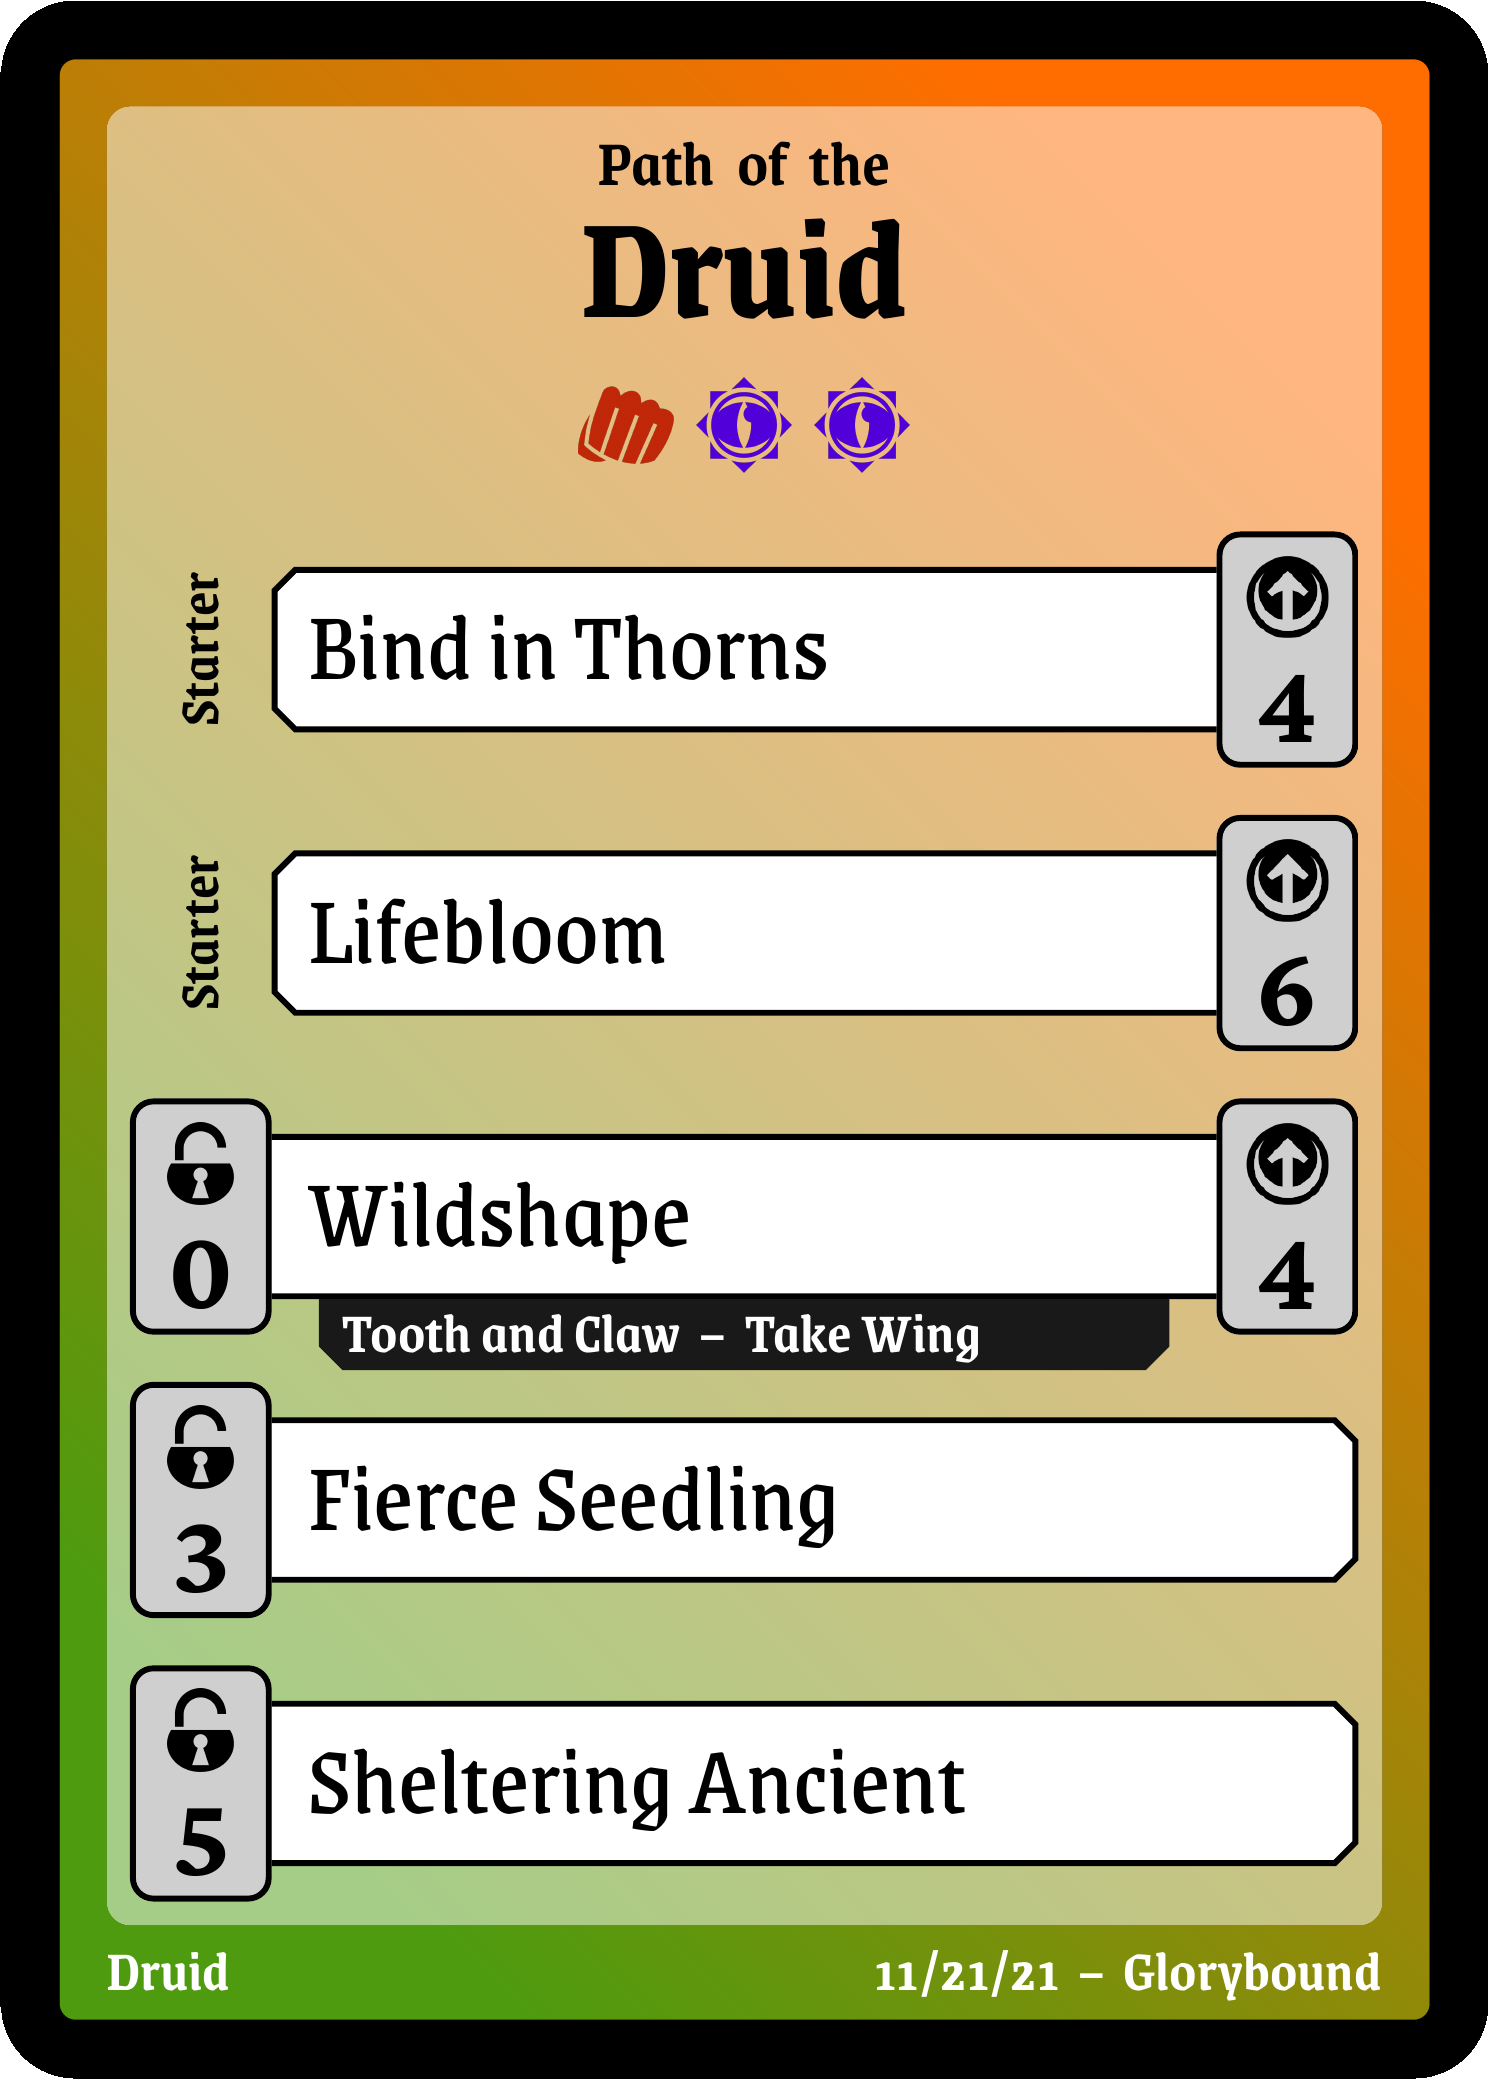 Path of the
Druid
Starter
Bind in Thorns
4
Starter
Lifebloom
6
0
Wildshape
4
Tooth and Claw – Take Wing
3
Fierce Seedling
5
Sheltering Ancient
Druid
11/21/21 – Glorybound